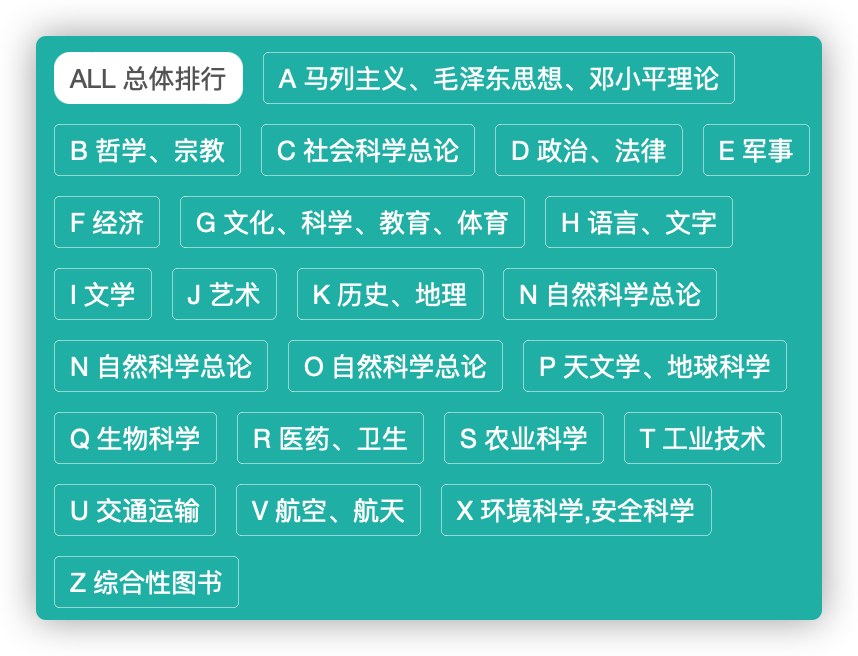 ALL 总体排行 A 马列主义、毛泽东思想、邓小平理论
B 哲学、宗教 C 社会科学总论 D 政治、法律 E 军事
F 经济 G 文化、科学、教育、体育 H 语言、文字
I 文学 J 艺术 K 历史、地理 N 自然科学总论
N 自然科学总论 O 自然科学总论 P 天文学、地球科学
Q 生物科学 R 医药、卫生 S 农业科学 T 工业技术
U 交通运输 V 航空、航天 X 环境科学,安全科学
Z 综合性图书